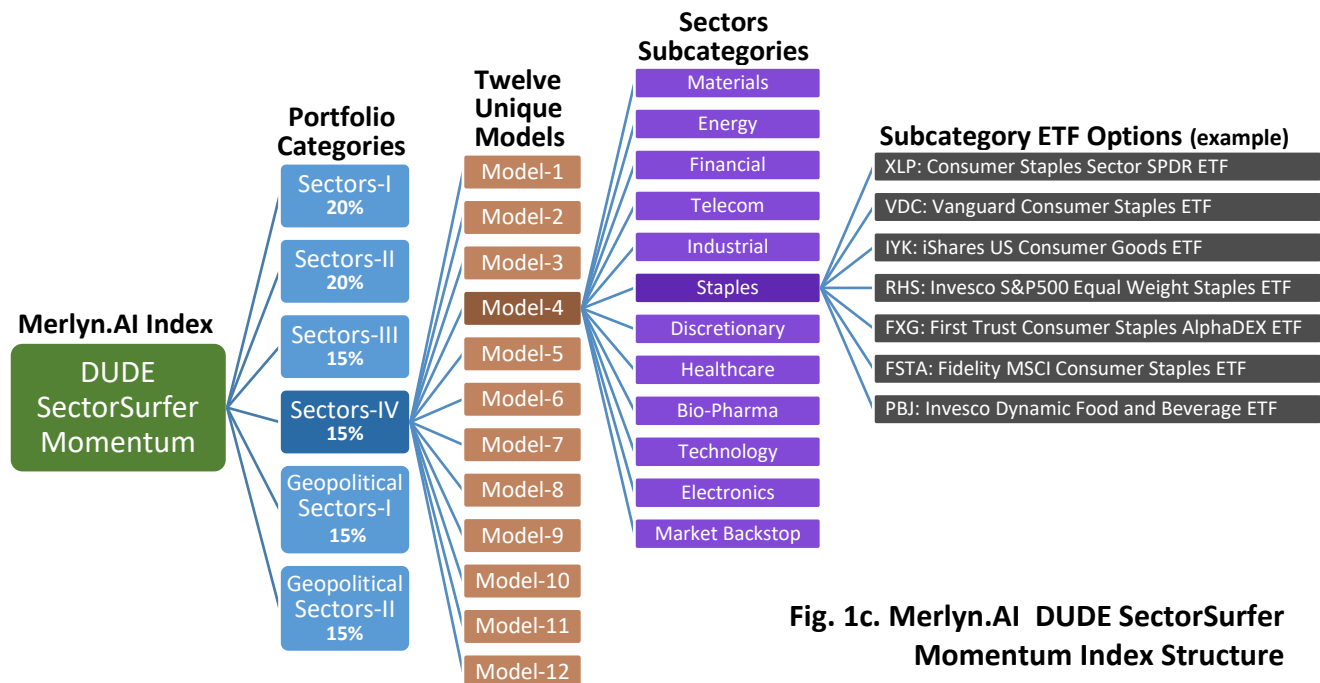 Merlyn.AI Index
DUDE
SectorSurfer
Momentum
Portfolio
Categories
Sectors-I
20%
Sectors-II
20%
Sectors-III
15%
Sectors-IV
15%
Geopolitical
Sectors-I
15%
Geopolitical
Sectors-II
15%
Twelve
Unique
Models
Model-1
Model-2
Model-3
Model-4
Model-5
Model-6
Model-7
Model-8
Model-9
Model-10
Model-11
Model-12
Sectors
Subcategories
Materials
Energy
Financial
Telecom
Industrial
Staples
Discretionary
Healthcare
Bio-Pharma
Technology
Electronics
Market Backstop
Subcategory ETF Options (example)
XLP: Consumer Staples Sector SPDR ETF
VDC: Vanguard Consumer Staples ETF
IYK: iShares US Consumer Goods ETF
RHS: Invesco S&P500 Equal Weight Staples ETF
FXG: First Trust Consumer Staples AlphaDEX ETF
FSTA: Fidelity MSCI Consumer Staples ETF
PBJ: Invesco Dynamic Food and Beverage ETF
Fig. 1c. Merlyn.AI DUDE SectorSurfer
Momentum Index Structure